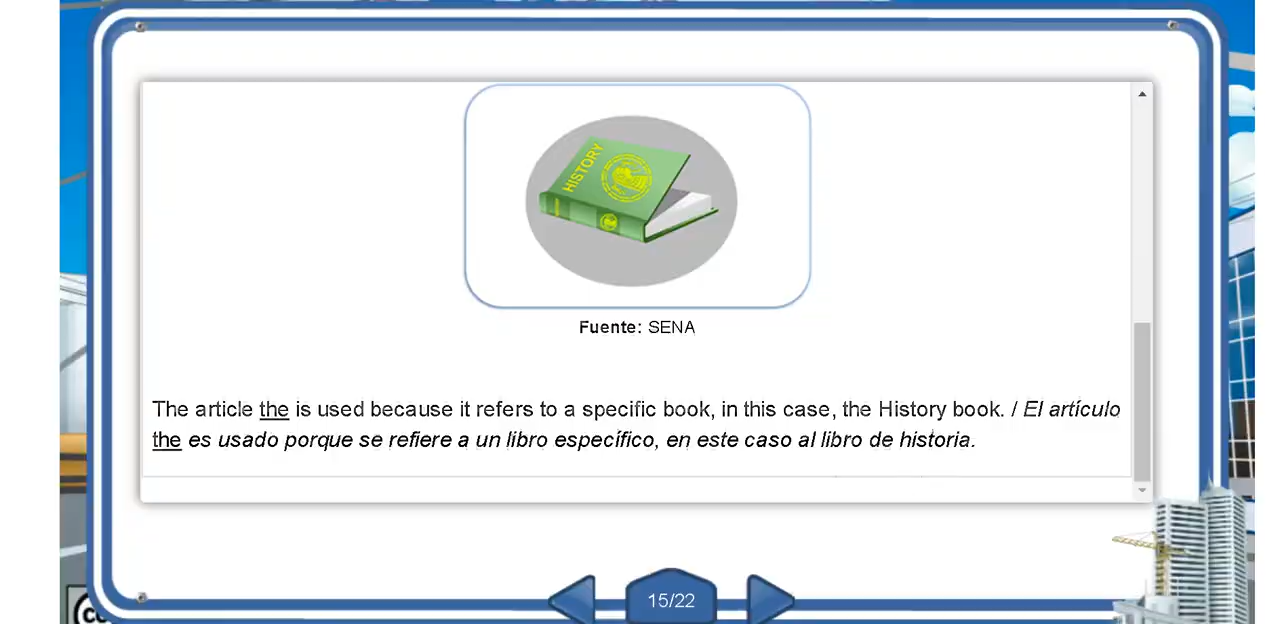 HISTORY
Fuente: SENA
The article the is used because it refers to a specific book, in this case, the History book. / El artículo
the es usado porque se refiere a un libro específico, en este caso al libro de historia.
15/22
cc